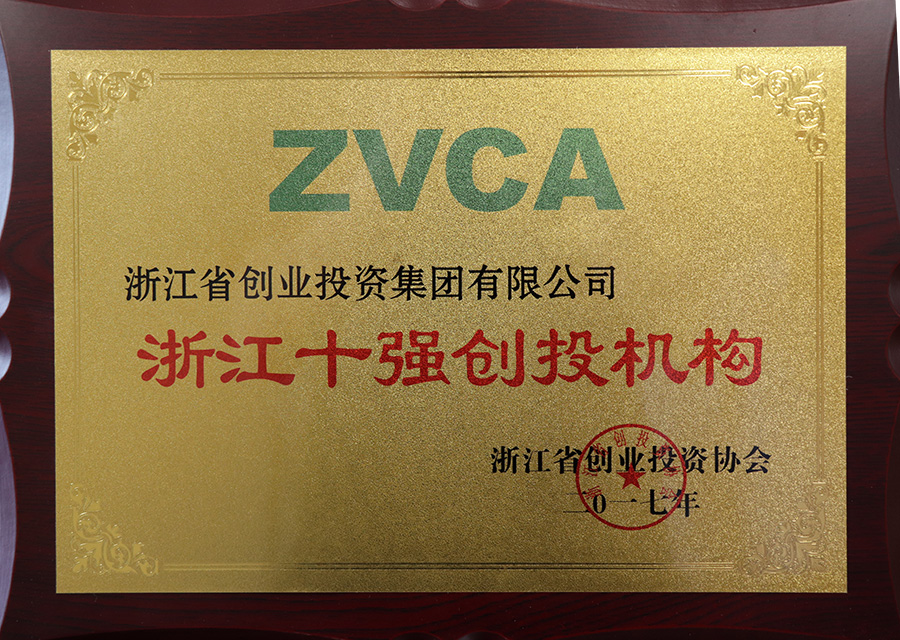 ZVCA
浙江省创业投资集团有限公司
浙江十强创投机构
浙江省创业投资协会
二0一七年